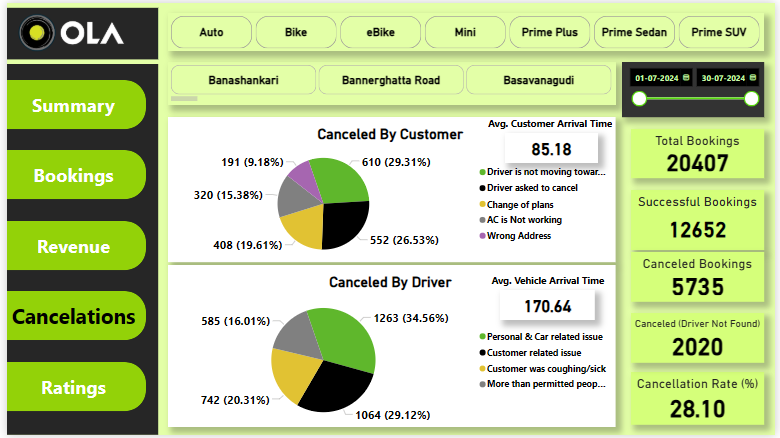 OLA
Auto
Bike
eBike
Mini
Prime Plus
Prime Sedan
Prime SUV
Banashankari
Bannerghatta Road
Basavanagudi
01-07-2024
30-07-2024
Summary
Bookings
Revenue
Cancelations
Ratings
Canceled By Customer
Avg. Customer Arrival Time
85.18
191 (9.18%)
610 (29.31%)
320 (15.38%)
408 (19.61%)
552 (26.53%)
Driver is not moving towar...
Driver asked to cancel
Change of plans
AC is Not working
Wrong Address
Canceled By Driver
Avg. Vehicle Arrival Time
170.64
585 (16.01%)
1263 (34.56%)
742 (20.31%)
1064 (29.12%)
Personal & Car related issue
Customer related issue
Customer was coughing/sick
More than permitted peop...
Total Bookings
20407
Successful Bookings
12652
Canceled Bookings
5735
Canceled (Driver Not Found)
2020
Cancellation Rate (%)
28.10